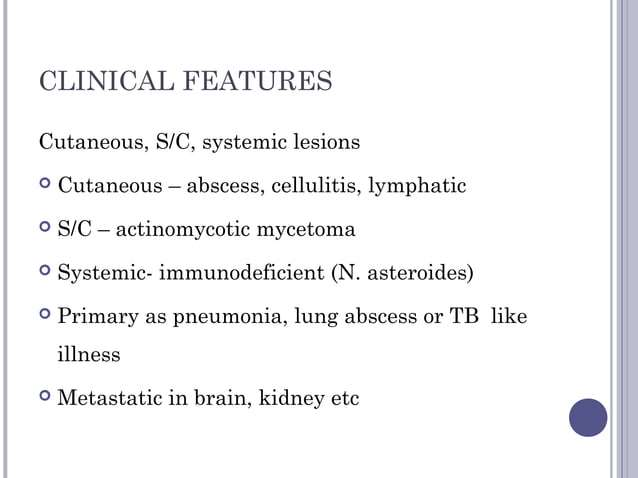 CLINICAL FEATURES
Cutaneous, S/C, systemic lesions
Cutaneous – abscess, cellulitis, lymphatic
S/C – actinomycotic mycetoma
Systemic- immunodeficient (N. asteroides)
Primary as pneumonia, lung abscess or TB  like
illness
Metastatic in brain, kidney etc